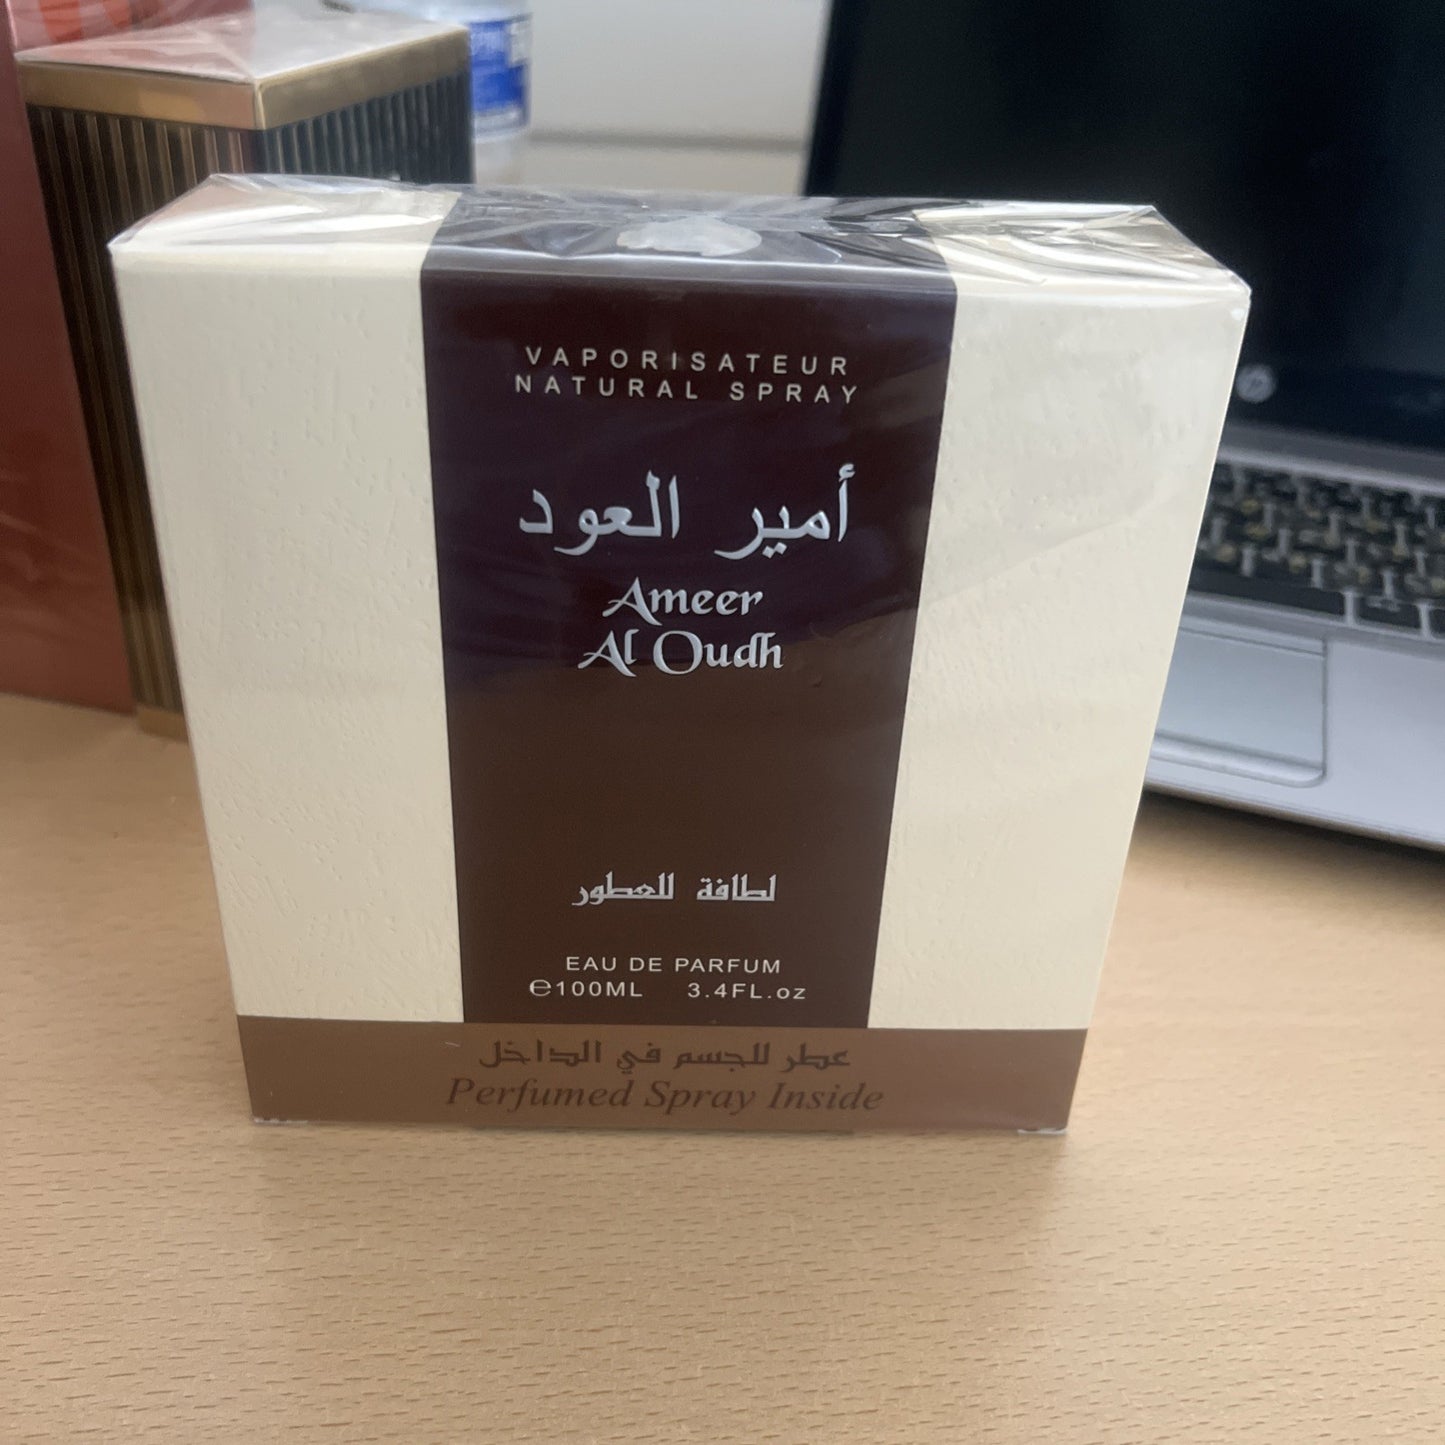 VAPORISATEUR
NATURAL SPRAY
أمير العود
Ameer
Al Oudh
لطافة للعطور
EAU DE PARFUM
℮100ML 3.4FL.oz
عطر للجسم في الداخل
Perfumed Spray Inside
hp